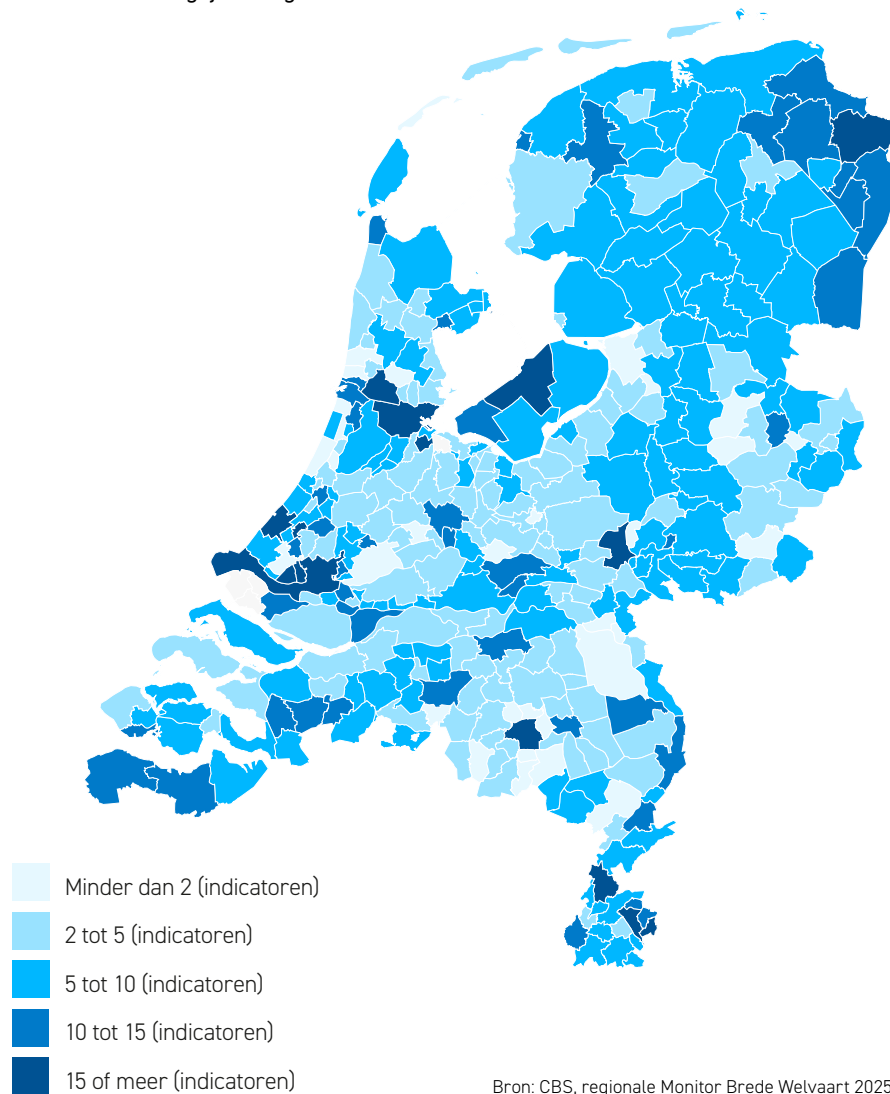 Minder dan 2 (indicatoren)
2 tot 5 (indicatoren)
5 tot 10 (indicatoren)
10 tot 15 (indicatoren)
15 of meer (indicatoren)
Bron: CBS, regionale Monitor Brede Welvaart 2025